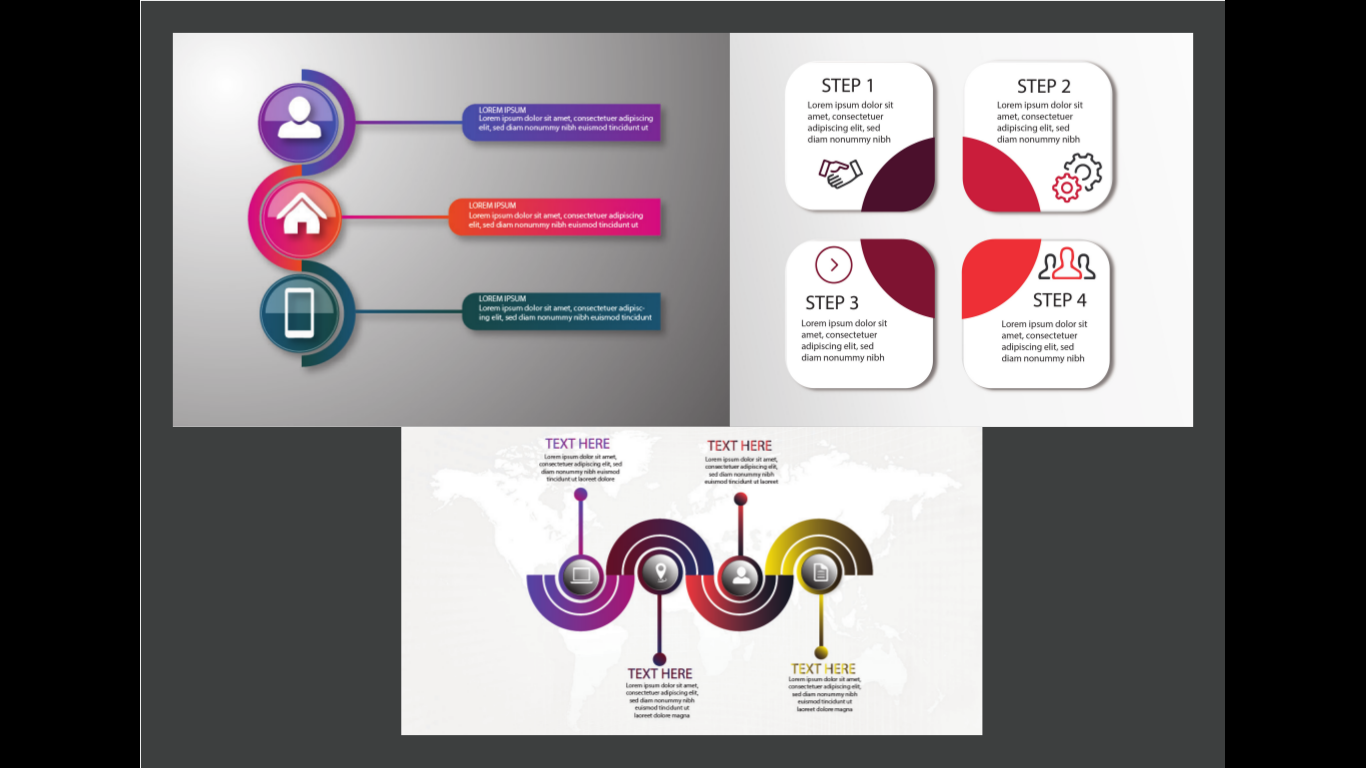 LOREM IPSUM
Lorem ipsum dolor sit amet, consectetuer adipiscing
elit, sed diam nonummy nibh euismod tincidunt ut
LOREM IPSUM
Lorem ipsum dolor sit amet, consectetuer adipiscing
elit, sed diam nonummy nibh euismod tincidunt ut
LOREM IPSUM
Lorem ipsum dolor sit amet, consectetuer adipisc-
ing elit, sed diam nonummy nibh euismod tincidunt
STEP 1
Lorem ipsum dolor sit
amet, consectetuer
adipiscing elit, sed
diam nonummy nibh
STEP 2
Lorem ipsum dolor sit
amet, consectetuer
adipiscing elit, sed
diam nonummy nibh
STEP 3
Lorem ipsum dolor sit
amet, consectetuer
adipiscing elit, sed
diam nonummy nibh
STEP 4
Lorem ipsum dolor sit
amet, consectetuer
adipiscing elit, sed
diam nonummy nibh
TEXT HERE
Lorem ipsum dolor sit amet,
consectetuer adipiscing elit, sed
diam nonummy nibh euismod
tincidunt ut laoreet dolore
TEXT HERE
Lorem ipsum dolor sit amet,
consectetuer adipiscing elit,
sed diam nonummy nibh
euismod tincidunt ut laoreet
TEXT HERE
Lorem ipsum dolor sit amet,
consectetuer adipiscing elit,
sed diam nonummy nibh
euismod tincidunt ut
laoreet dolore magna
TEXT HERE
Lorem ipsum dolor sit amet,
consectetuer adipiscing elit,
sed diam nonummy nibh
euismod tincidunt ut
laoreet dolore magna